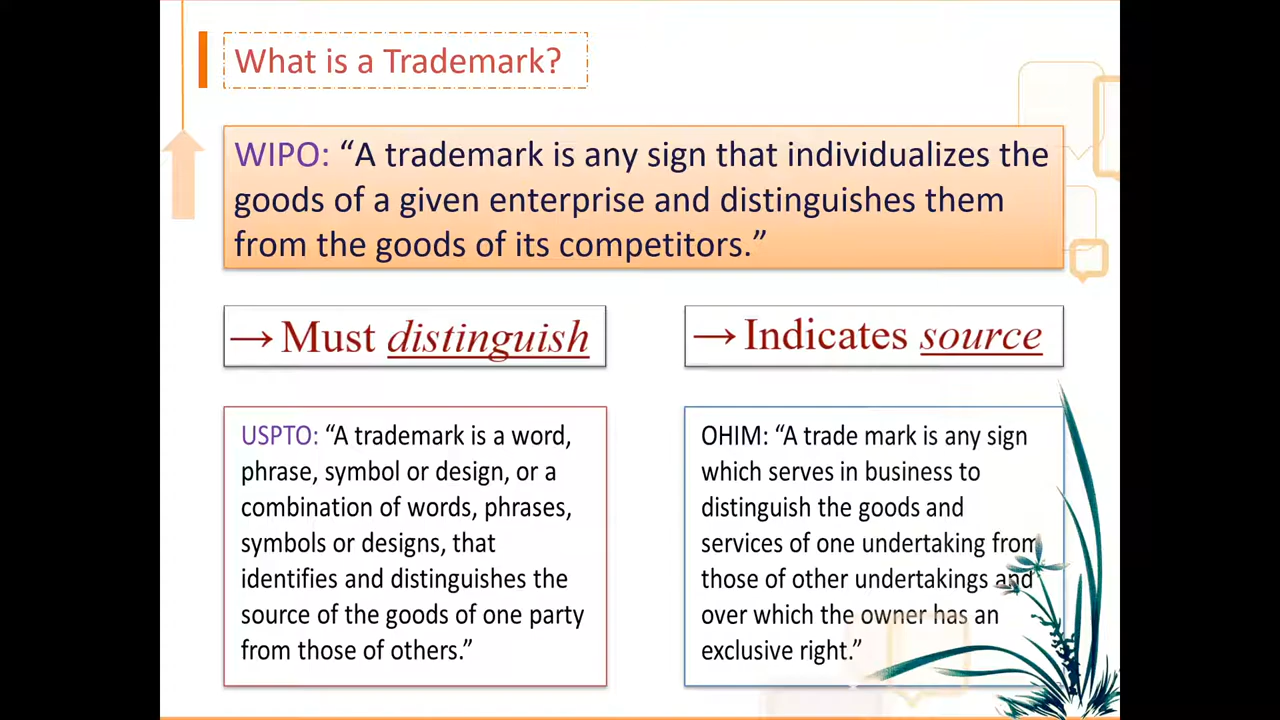 What is a Trademark?
WIPO: “A trademark is any sign that individualizes the
goods of a given enterprise and distinguishes them
from the goods of its competitors.”
→ Must distinguish
→ Indicates source
USPTO: “A trademark is a word,
phrase, symbol or design, or a
combination of words, phrases,
symbols or designs, that
identifies and distinguishes the
source of the goods of one party
from those of others.”
OHIM: “A trade mark is any sign
which serves in business to
distinguish the goods and
services of one undertaking from
those of other undertakings and
over which the owner has an
exclusive right.”